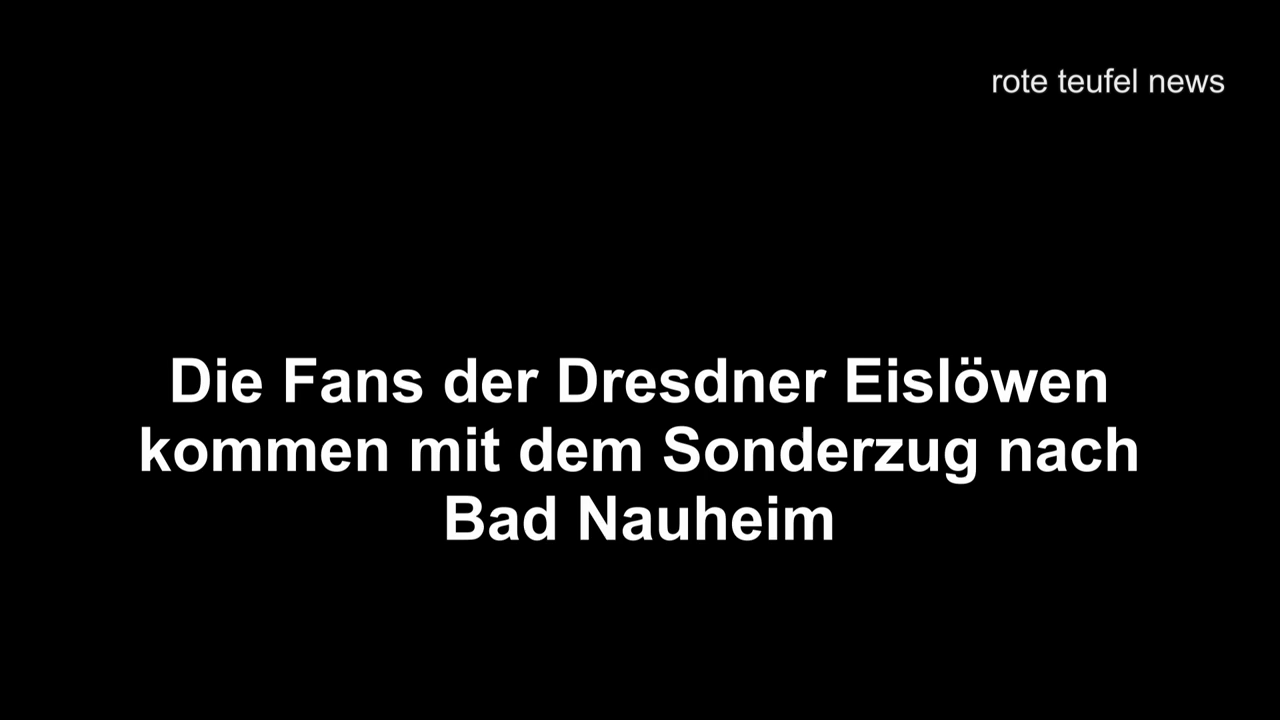 rote teufel news
Die Fans der Dresdner Eislöwen
kommen mit dem Sonderzug nach
Bad Nauheim